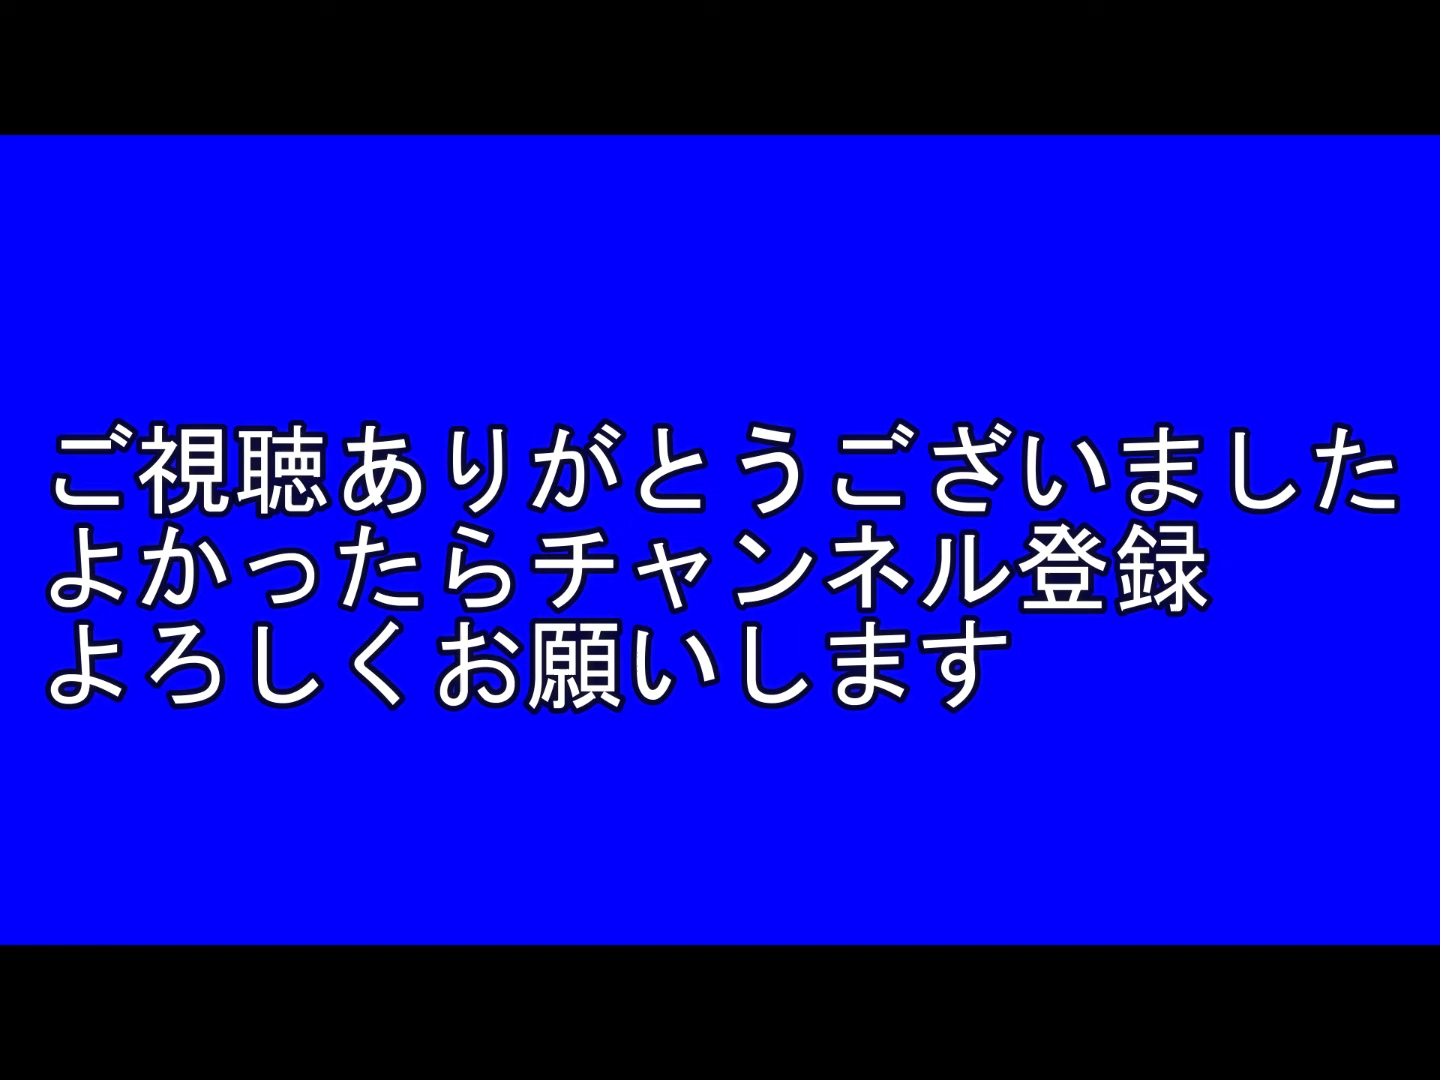 ご視聴ありがとうございました
よかったらチャンネル登録
よろしくお願いします